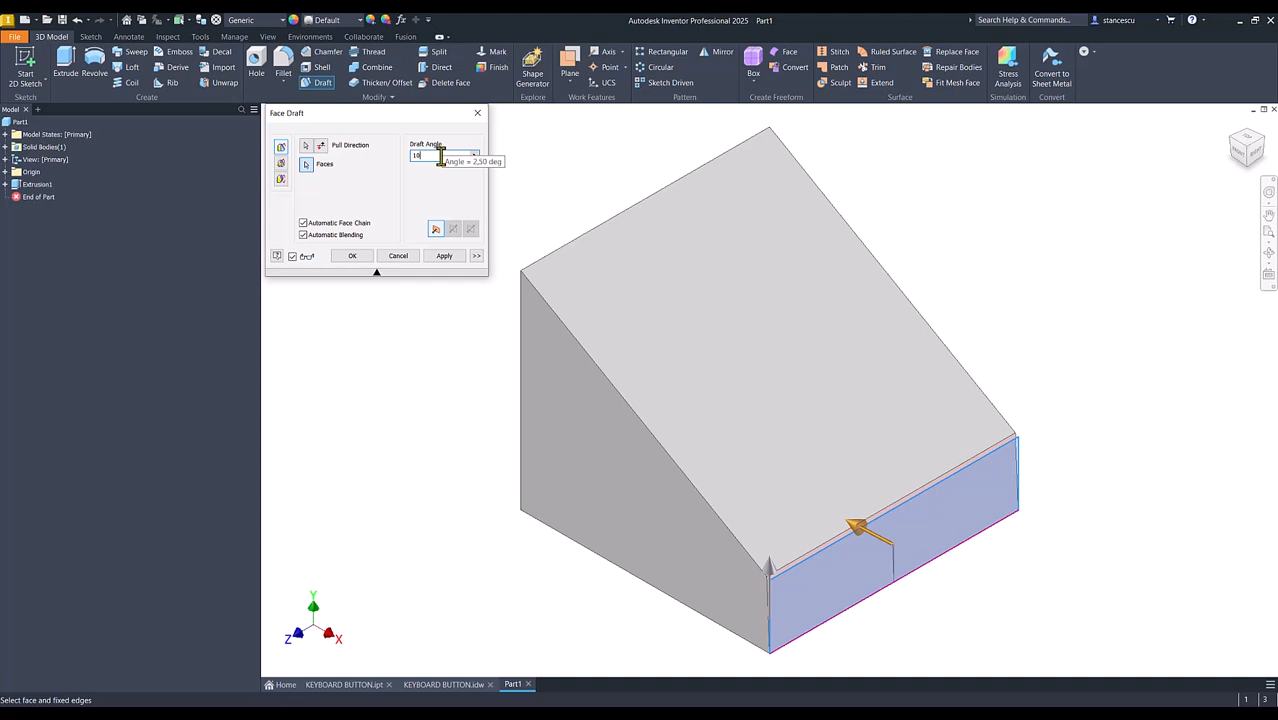 Generic
Default
Autodesk Inventor Professional 2025 Part1
Search Help & Commands...
stancescu
File
3D Model
Sketch
Annotate
Inspect
Tools
Manage
View
Environments
Collaborate
Fusion
Start
2D Sketch
Extrude
Revolve
Sweep
Emboss
Decal
Loft
Derive
Import
Coil
Rib
Unwrap
Hole
Fillet
Chamfer
Thread
Split
Mark
Shell
Combine
Direct
Finish
Draft
Thicken/ Offset
Delete Face
Shape
Generator
Plane
Axis
Point
UCS
Rectangular
Mirror
Circular
Sketch Driven
Box
Face
Convert
Stitch
Ruled Surface
Replace Face
Patch
Trim
Repair Bodies
Sculpt
Extend
Fit Mesh Face
Stress
Analysis
Convert to
Sheet Metal
Sketch
Create
Modify
Explore
Work Features
Pattern
Create Freeform
Surface
Simulation
Convert
Model
Part1
Model States: [Primary]
Solid Bodies(1)
View: [Primary]
Origin
Extrusion1
End of Part
Face Draft
Pull Direction
Faces
Draft Angle
10
Angle = 2,50 deg
Automatic Face Chain
Automatic Blending
OK
Cancel
Apply
>>
Y
Z
X
Home
KEYBOARD BUTTON.ipt
KEYBOARD BUTTON.idw
Part1
Select face and fixed edges
1
3